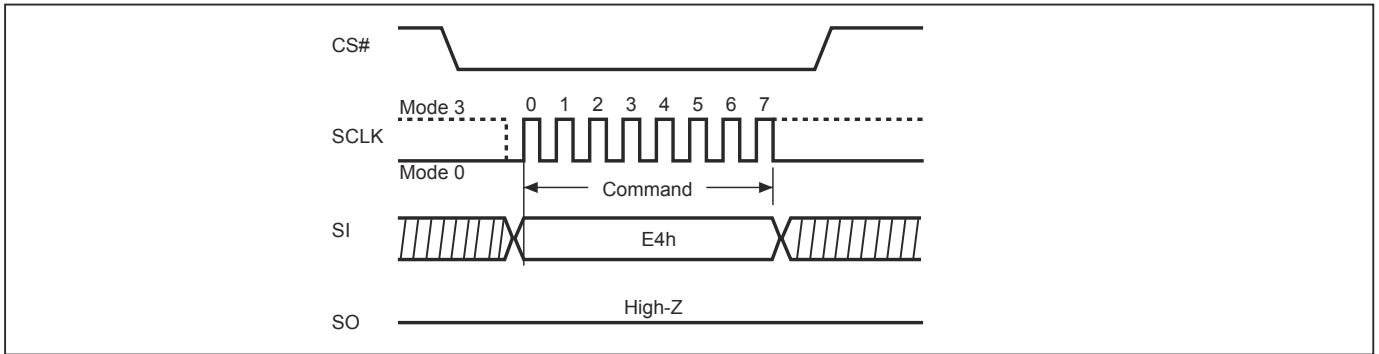 CS#
Mode 3
0 1 2 3 4 5 6 7
SCLK
Mode 0
Command
SI
E4h
High-Z
SO